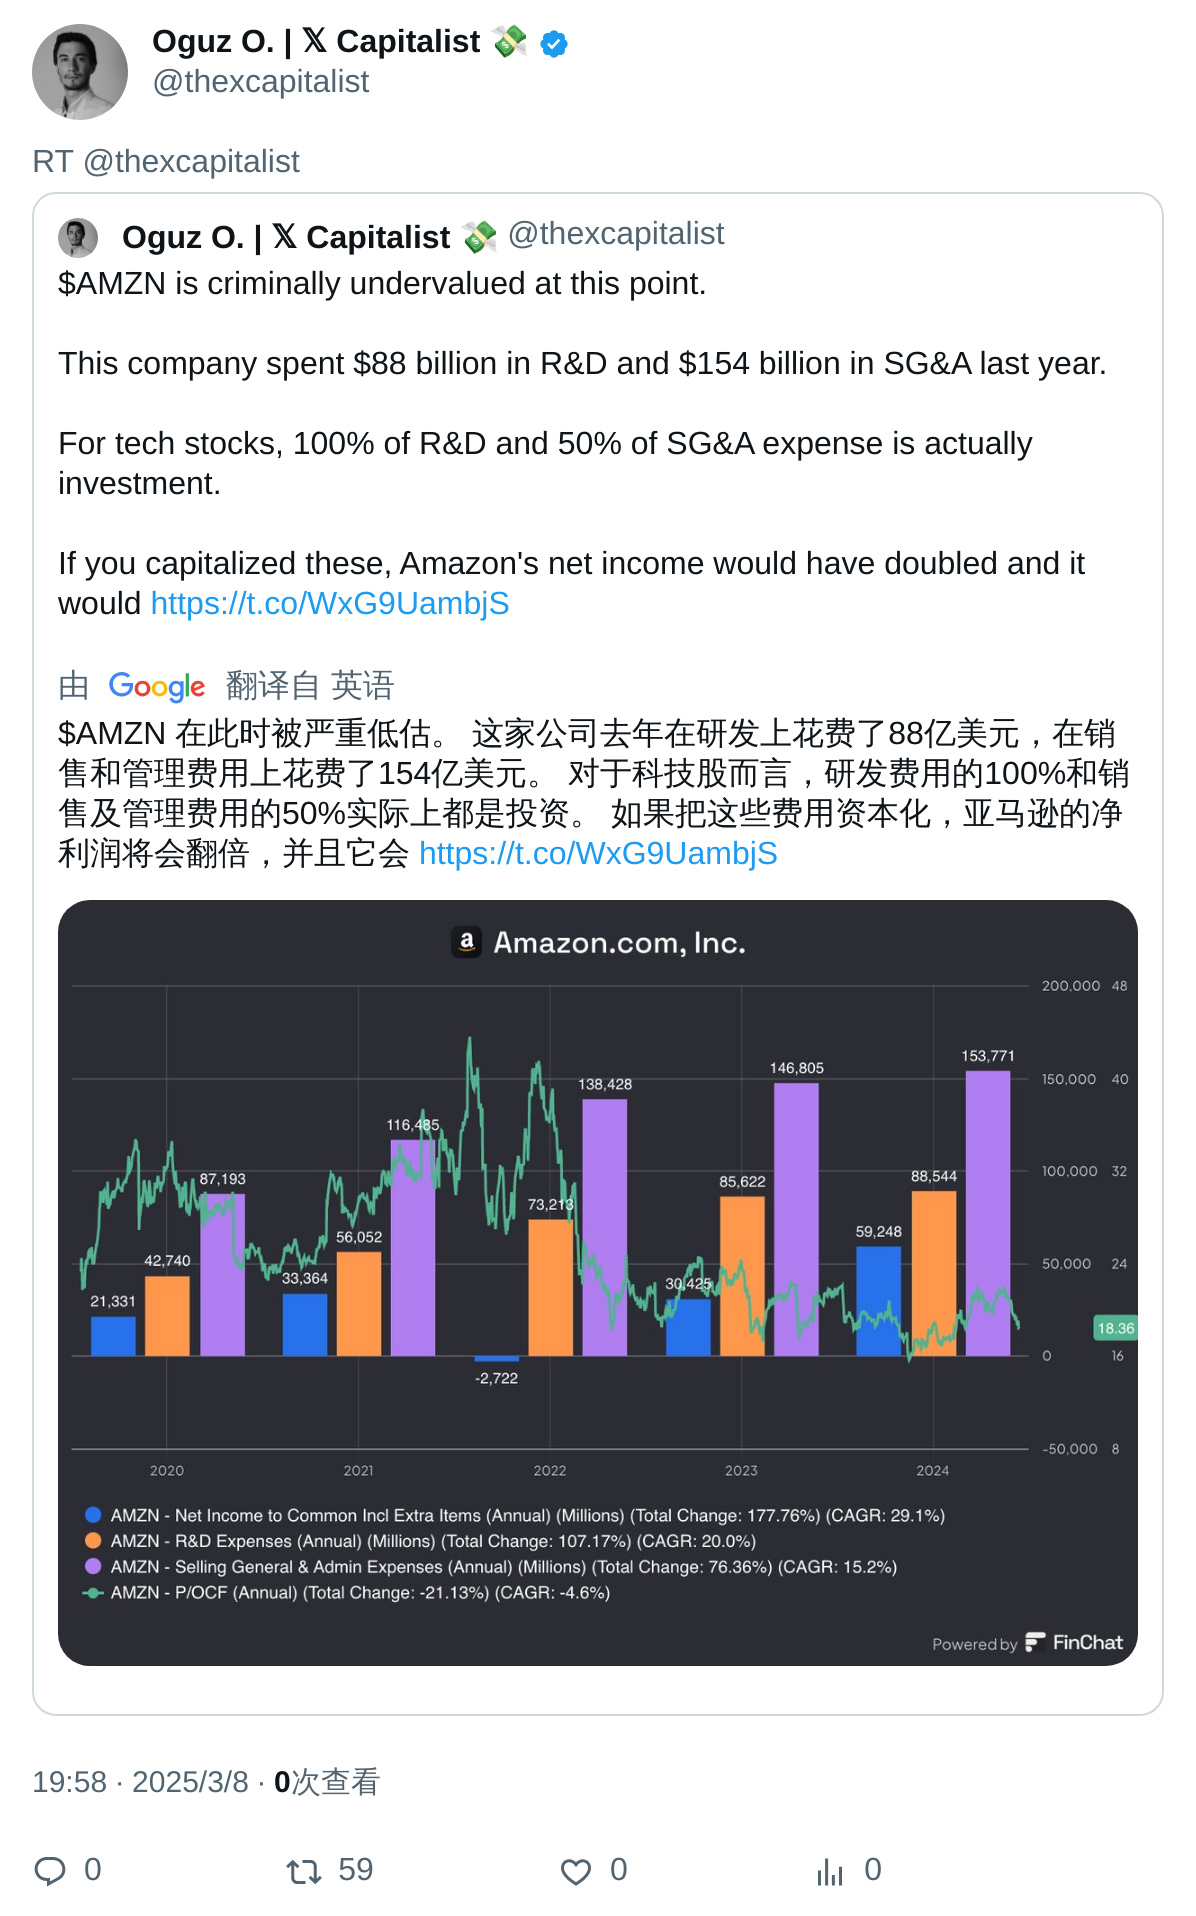 Oguz O. | 𝕏 Capitalist 💸
@thexcapitalist
RT @thexcapitalist
Oguz O. | 𝕏 Capitalist 💸 @thexcapitalist
$AMZN is criminally undervalued at this point.
This company spent $88 billion in R&D and $154 billion in SG&A last year.
For tech stocks, 100% of R&D and 50% of SG&A expense is actually
investment.
If you capitalized these, Amazon's net income would have doubled and it
would https://t.co/WxG9UambjS
由 Google 翻译自 英语
$AMZN 在此时被严重低估。 这家公司去年在研发上花费了88亿美元，在销
售和管理费用上花费了154亿美元。 对于科技股而言，研发费用的100%和销
售及管理费用的50%实际上都是投资。 如果把这些费用资本化，亚马逊的净
利润将会翻倍，并且它会 https://t.co/WxG9UambjS
a Amazon.com, Inc.
200,000 48
153,771
146,805
138,428
150,000 40
116,485
87,193
100,000 32
88,544
85,622
73,213
59,248
56,052
42,740
50,000 24
33,364
30,425
21,331
18.36
0 16
-2,722
-50,000 8
2020 2021 2022 2023 2024
AMZN - Net Income to Common Incl Extra Items (Annual) (Millions) (Total Change: 177.76%) (CAGR: 29.1%)
AMZN - R&D Expenses (Annual) (Millions) (Total Change: 107.17%) (CAGR: 20.0%)
AMZN - Selling General & Admin Expenses (Annual) (Millions) (Total Change: 76.36%) (CAGR: 15.2%)
AMZN - P/OCF (Annual) (Total Change: -21.13%) (CAGR: -4.6%)
Powered by FinChat
19:58 · 2025/3/8 · 0次查看
0 59 0 0